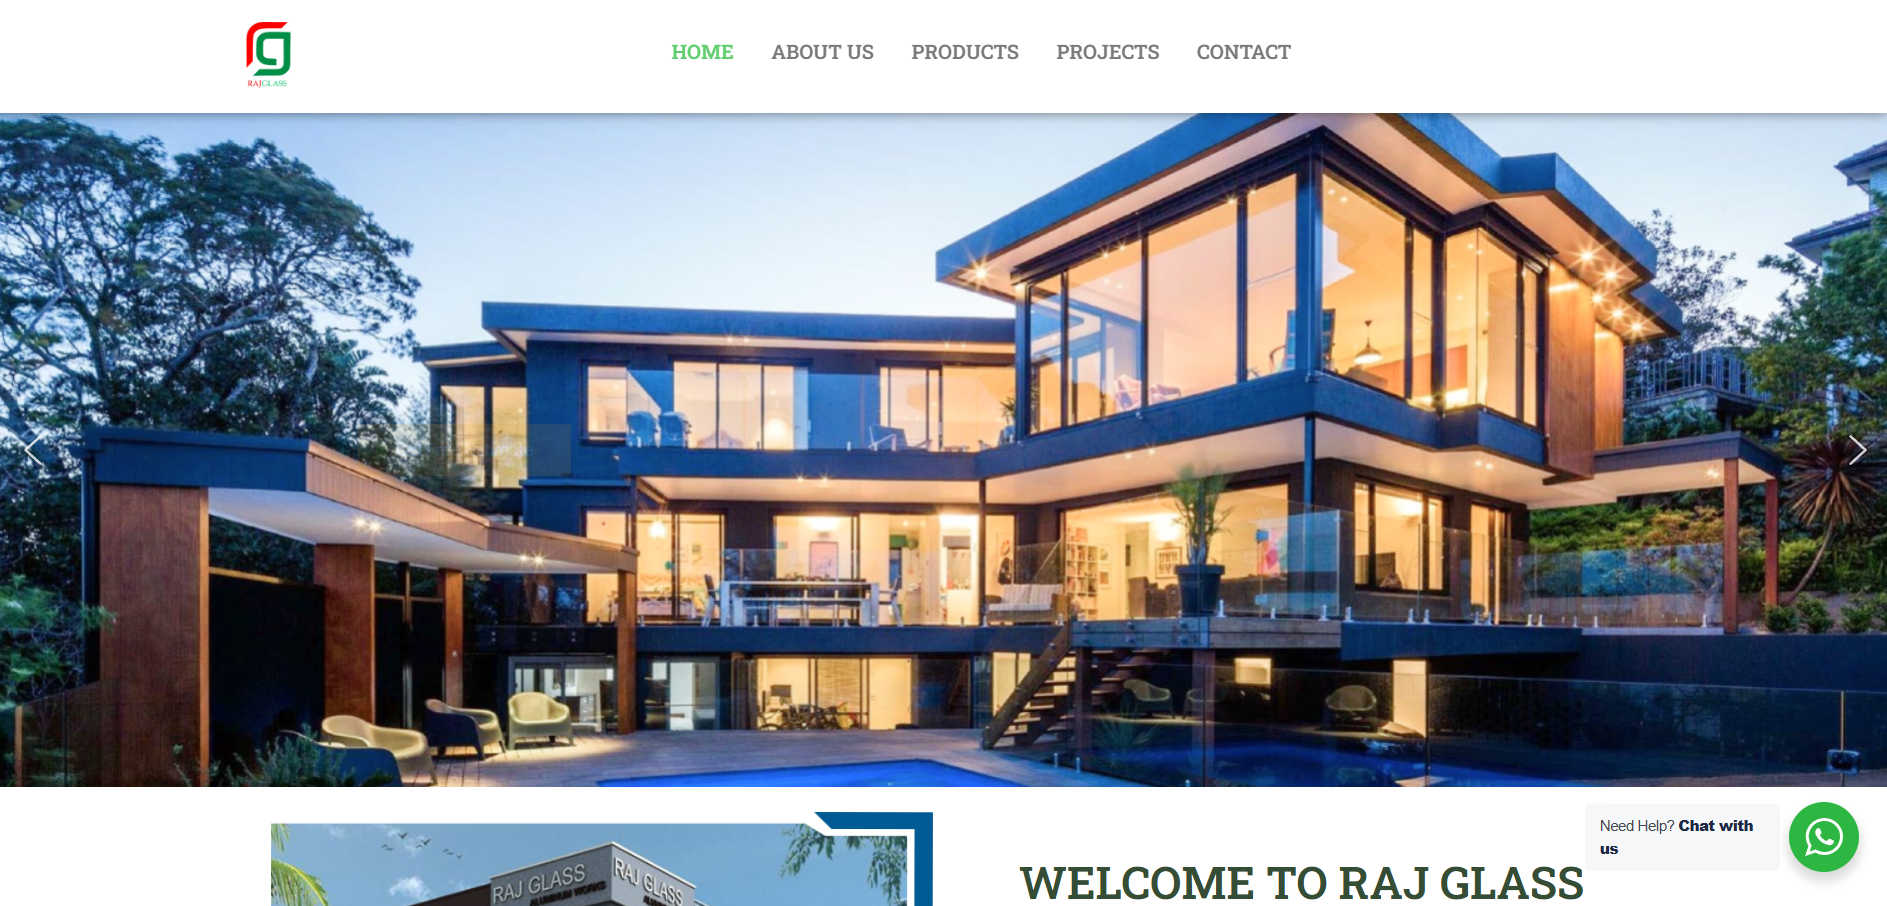 RAJGLASS
HOME
ABOUT US
PRODUCTS
PROJECTS
CONTACT
Need Help? Chat with
us
RAJ GLASS
ALUMINUM WORKS
RAJ GLASS
WELCOME TO RAJ GLASS